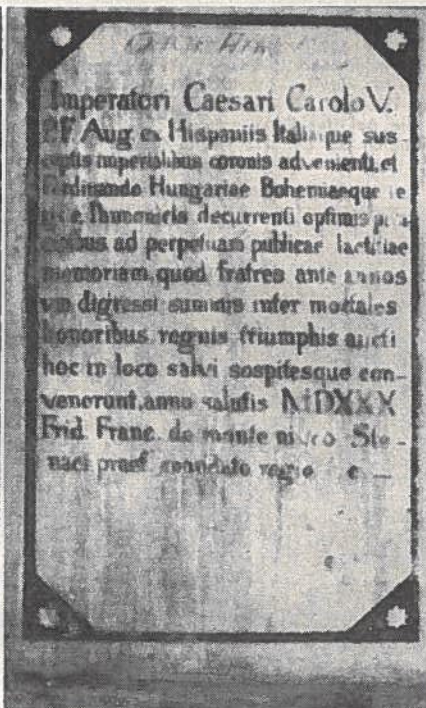 Imperatori Caesari Carolo V.
P.F. Aug ex Hispaniis Italiaque sus
ceptis imperialibus coronis advenienti, et
Ferdinando Hungariae Bohemiaeque
decurrenti optimis
ad perpetuam publicae laetitiae
memoriam, quod fratres ante annos
digressi summis inter mortales
honoribus regnis triumphis aucti
hoc in loco salvi sospitesque con-
venerunt, anno salutis MDXXX
Frid. Franc. de monte
praef. mandato regio